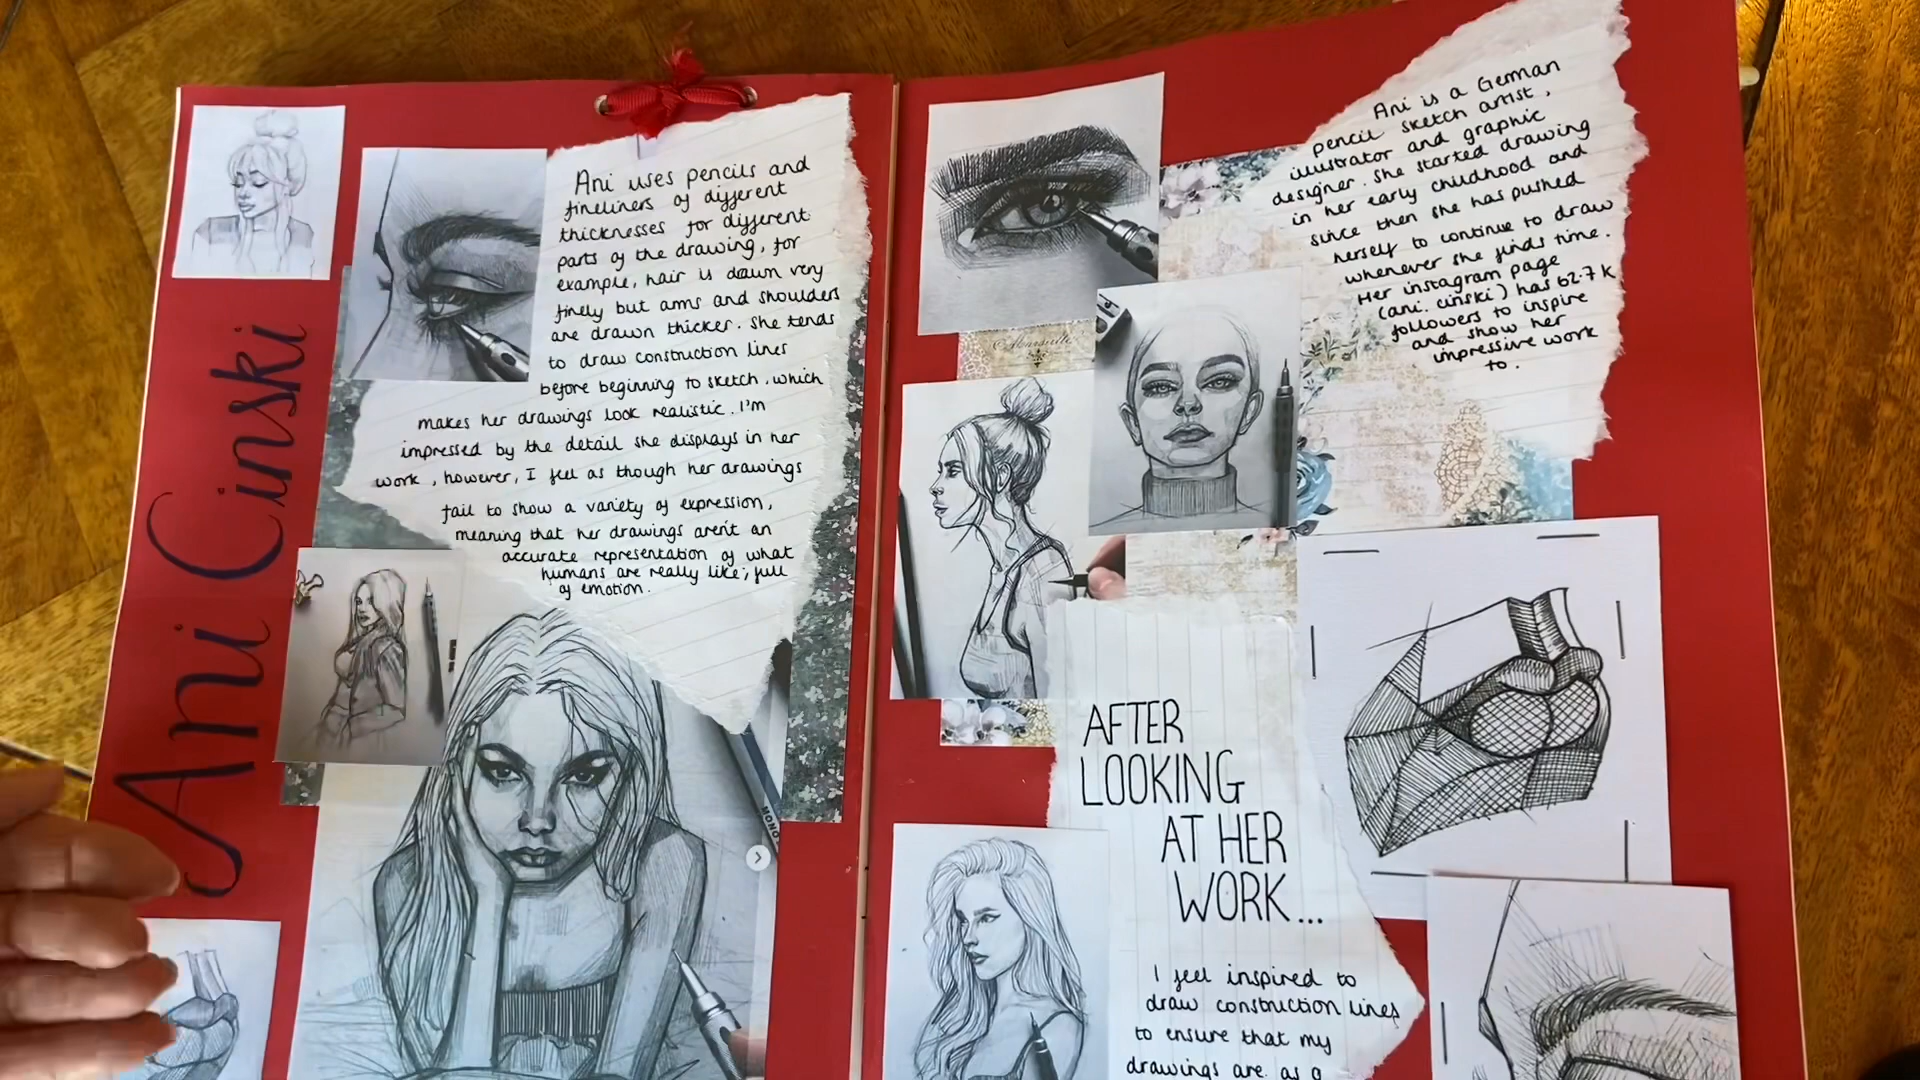 Ani Cinski
Ani uses pencils and
fineliners of different
thicknesses for different
parts of the drawing, for
example, hair is drawn very
finely but arms and shoulders
are drawn thicker. She tends
to draw construction lines
before beginning to sketch, which
makes her drawings look realistic. I'm
impressed by the detail she displays in her
work, however, I feel as though her drawings
fail to show a variety of expression,
meaning that her drawings aren't an
accurate representation of what
humans are really like; full
of emotion.
MONO
Ani is a German
pencil sketch artist,
illustrator and graphic
designer. She started drawing
in her early childhood and
since then she has pushed
herself to continue to draw
whenever she finds time.
Her instagram page
(ani.cinski) has 62.7K
followers to inspire
and show her
impressive work
to.
AFTER
LOOKING
AT HER
WORK...
I feel inspired to
draw construction lines
to ensure that my
drawings are as a